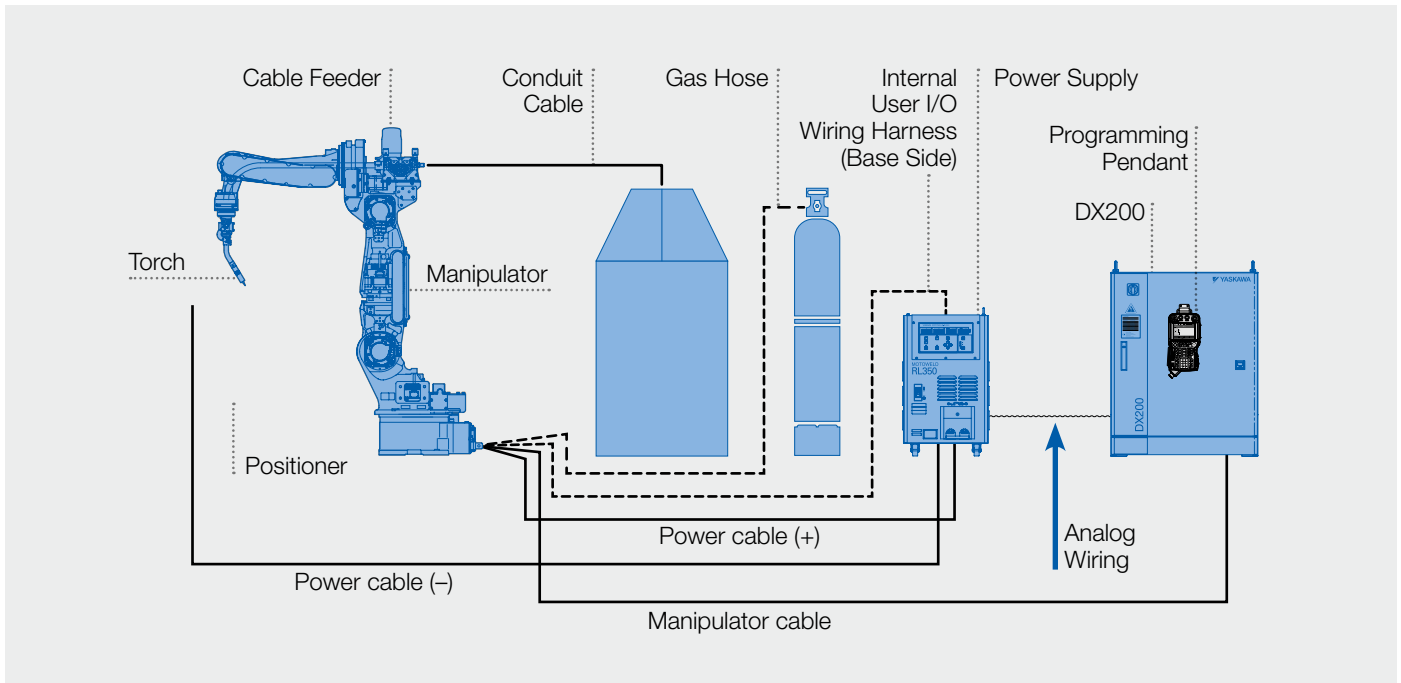 Cable Feeder
Conduit
Cable
Gas Hose
Internal
User I/O
Wiring Harness
(Base Side)
Power Supply
Programming
Pendant
DX200
Torch
Manipulator
YASKAWA
MOTOWELD
RL350
DX200
Positioner
Power cable (+)
Analog
Wiring
Power cable (–)
Manipulator cable